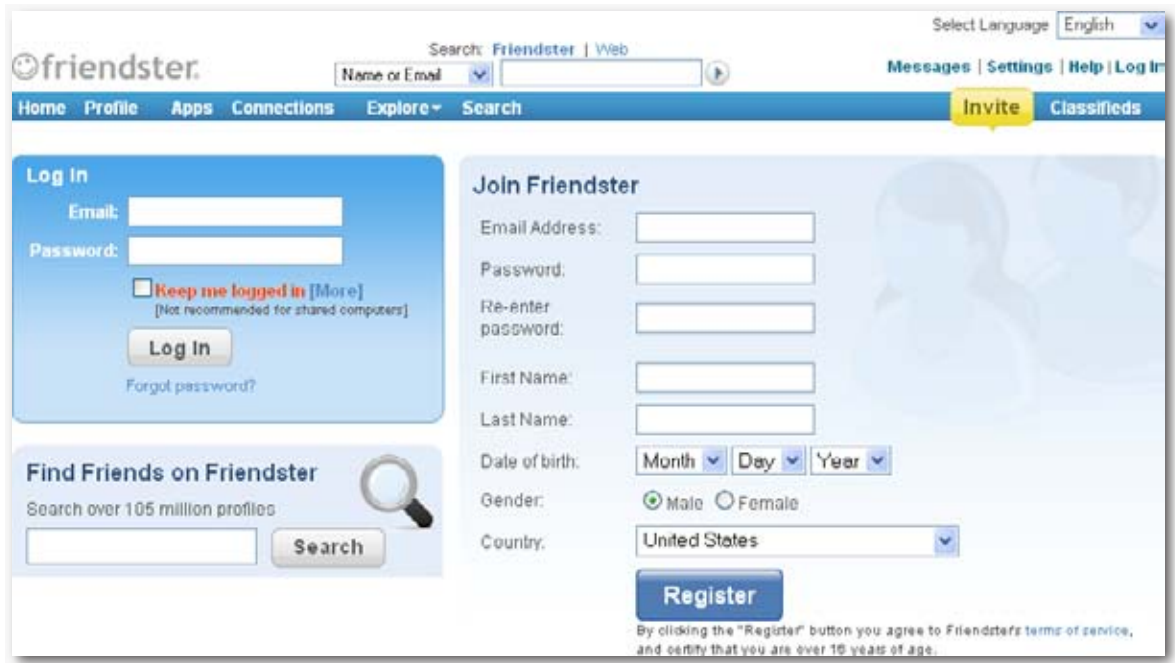 Select Language English
friendster.
Search: Friendster | Web
Name or Email
Messages | Settings | Help | Log In
Home Profile Apps Connections Explore Search Invite Classifieds
Log In
Email:
Password:
Keep me logged in [More]
[Not recommended for shared computers]
Log In
Forgot password?
Find Friends on Friendster
Search over 105 million profiles
Search
Join Friendster
Email Address:
Password:
Re-enter
password:
First Name:
Last Name:
Date of birth: Month Day Year
Gender: Male Female
Country: United States
Register
By clicking the "Register" button you agree to Friendster's terms of service,
and certify that you are over 16 years of age.